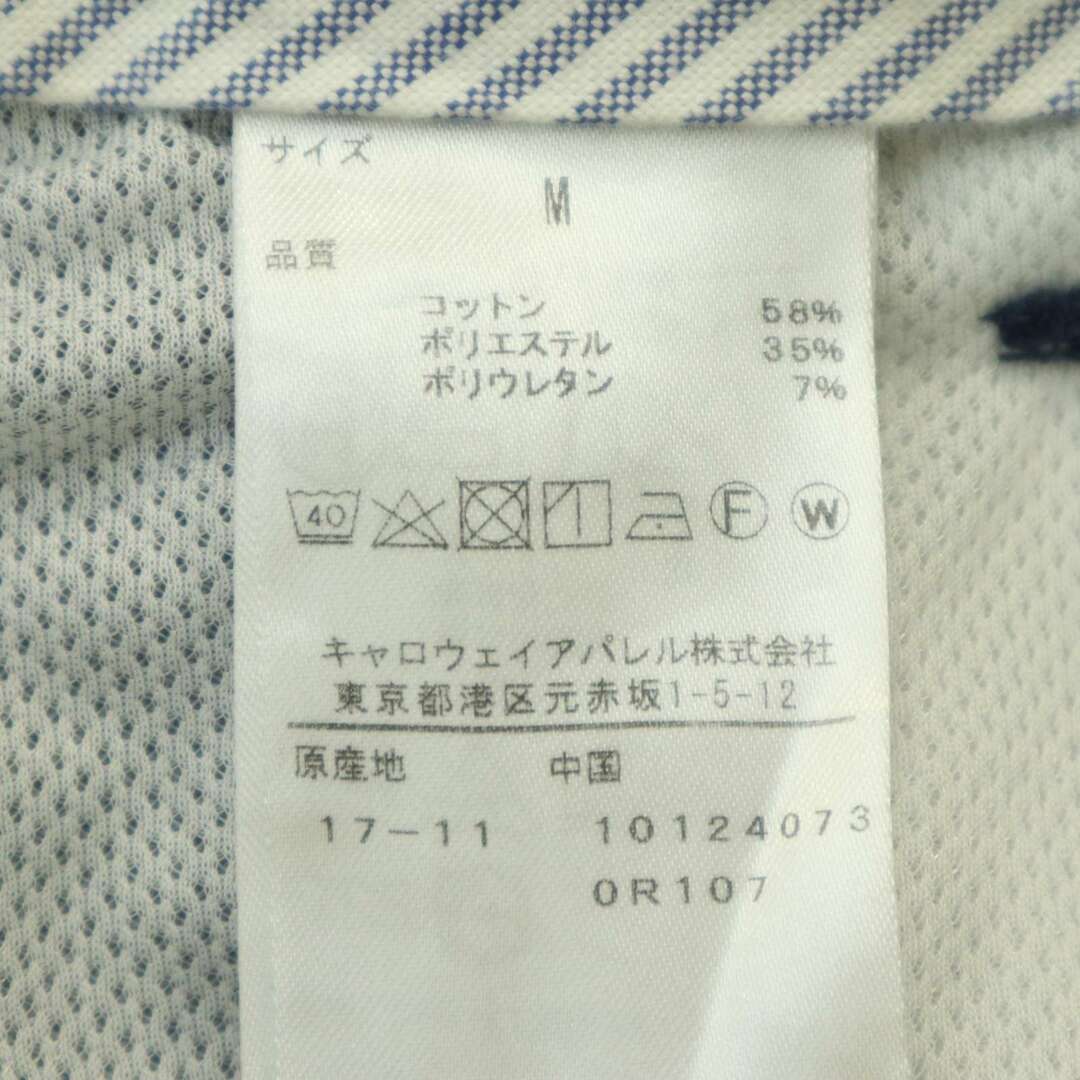 サイズ
M
品質
コットン 58%
ポリエステル 35%
ポリウレタン 7%
40 F W
キャロウェイアパレル株式会社
東京都港区元赤坂1-5-12
原産地 中国
17-11 10124073
0R107